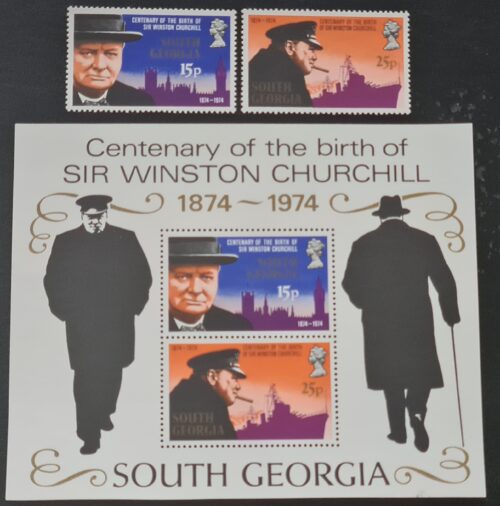 CENTENARY OF THE BIRTH OF
SIR WINSTON CHURCHILL
SOUTH
GEORGIA
15p
1874-1974
1874-1974
CENTENARY OF THE BIRTH
OF SIR WINSTON CHURCHILL
25p
SOUTH
GEORGIA
Centenary of the birth of
SIR WINSTON CHURCHILL
1874~1974
CENTENARY OF THE BIRTH OF
SIR WINSTON CHURCHILL
SOUTH
GEORGIA
15p
1874-1974
1874-1974
CENTENARY OF THE BIRTH
OF SIR WINSTON CHURCHILL
25p
SOUTH
GEORGIA
SOUTH GEORGIA